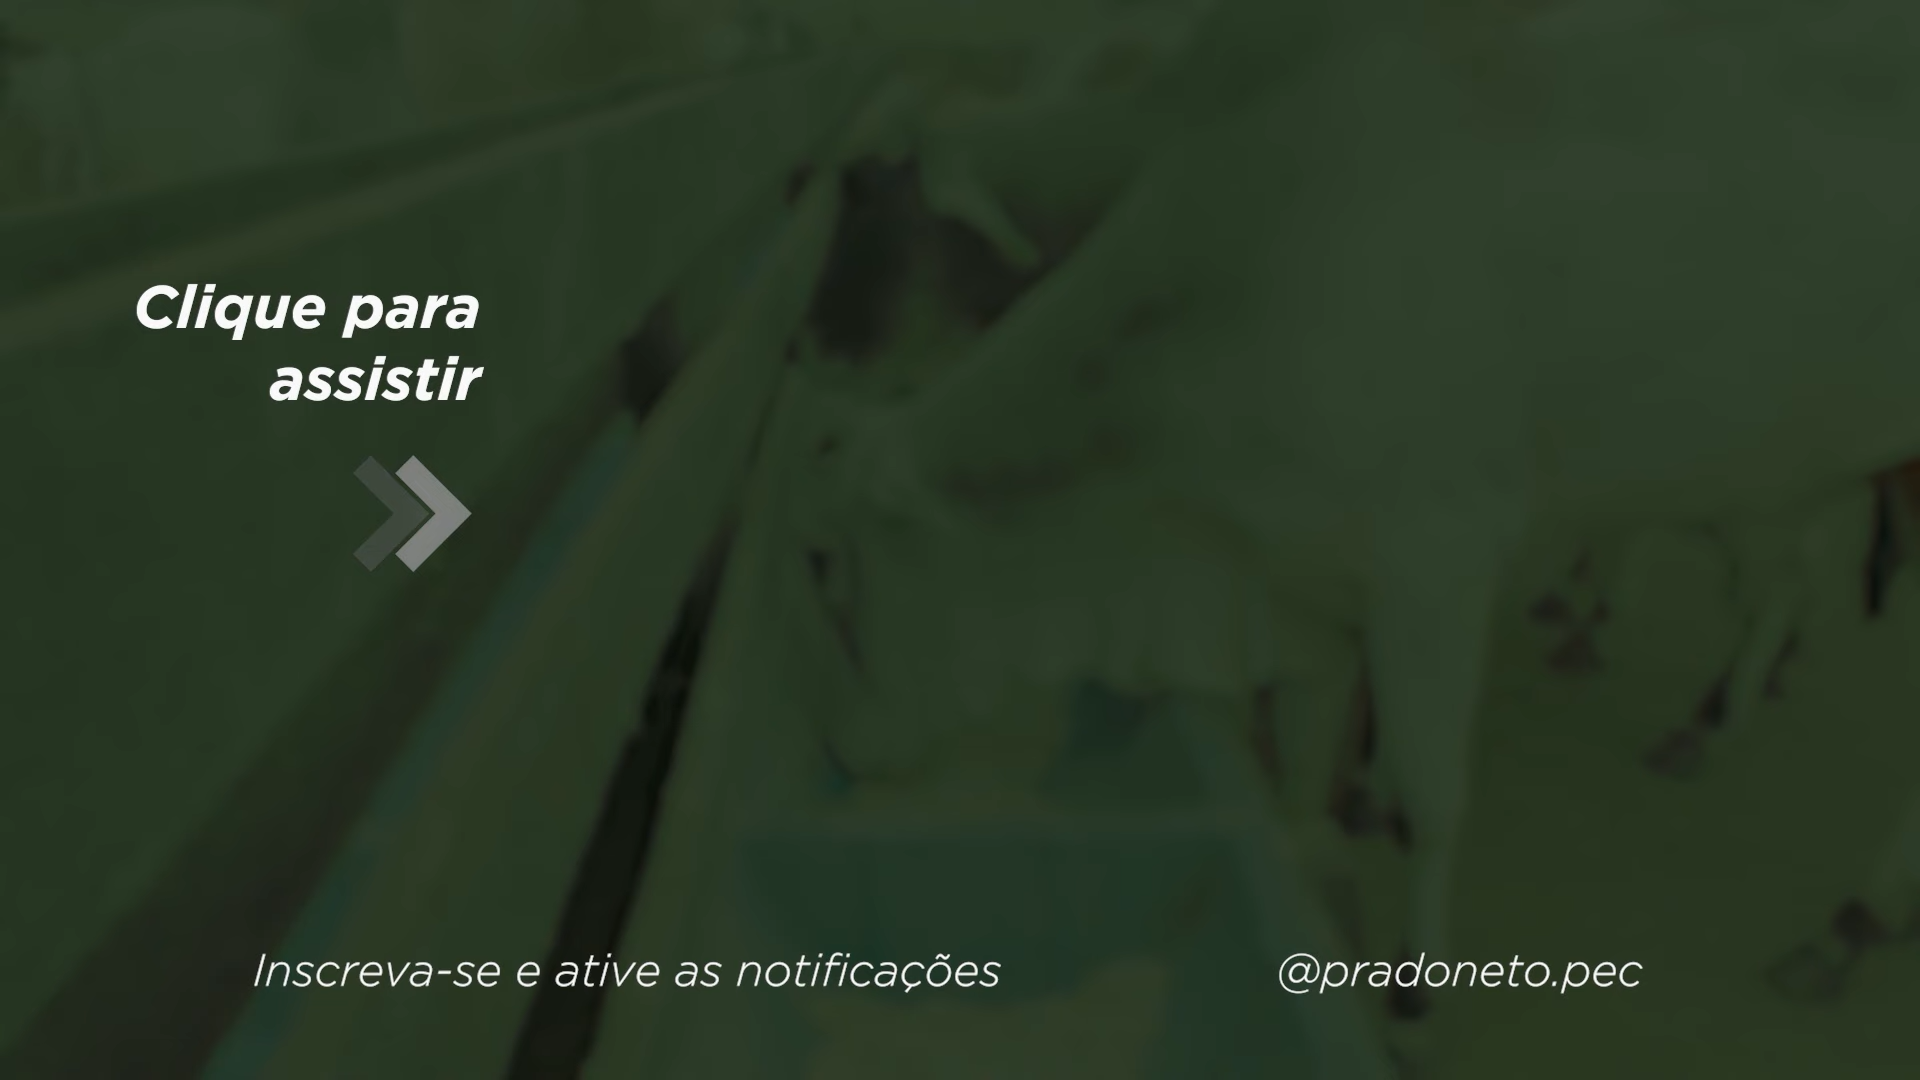 Clique para
assistir
Inscreva-se e ative as notificações
@pradoneto.pec